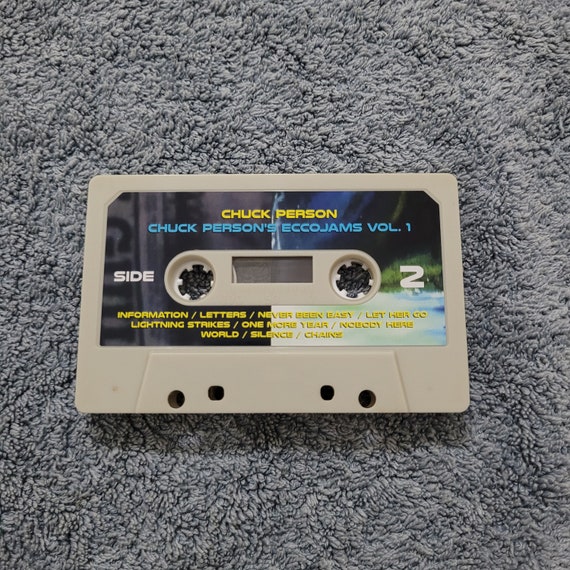 CHUCK PERSON
CHUCK PERSON'S ECCOJAMS VOL. 1
SIDE 2
INFORMATION / LETTERS / NEVER BEEN EASY / LET HER GO
LIGHTNING STRIKES / ONE MORE YEAR / NOBODY HERE
WORLD / SILENCE / CHAINS